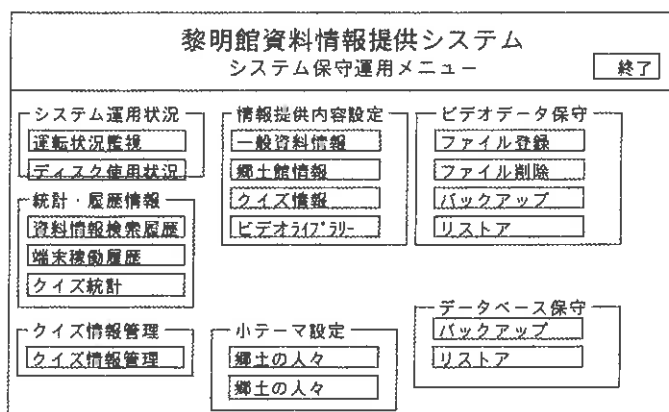 黎明館資料情報提供システム
システム保守運用メニュー
終了
システム運用状況
運転状況監視
ディスク使用状況
統計・履歴情報
資料情報検索履歴
端末稼働履歴
クイズ統計
クイズ情報管理
クイズ情報管理
情報提供内容設定
一般資料情報
郷土館情報
クイズ情報
ビデオライブラリー
小テーマ設定
郷土の人々
郷土の人々
ビデオデータ保守
ファイル登録
ファイル削除
バックアップ
リストア
データベース保守
バックアップ
リストア